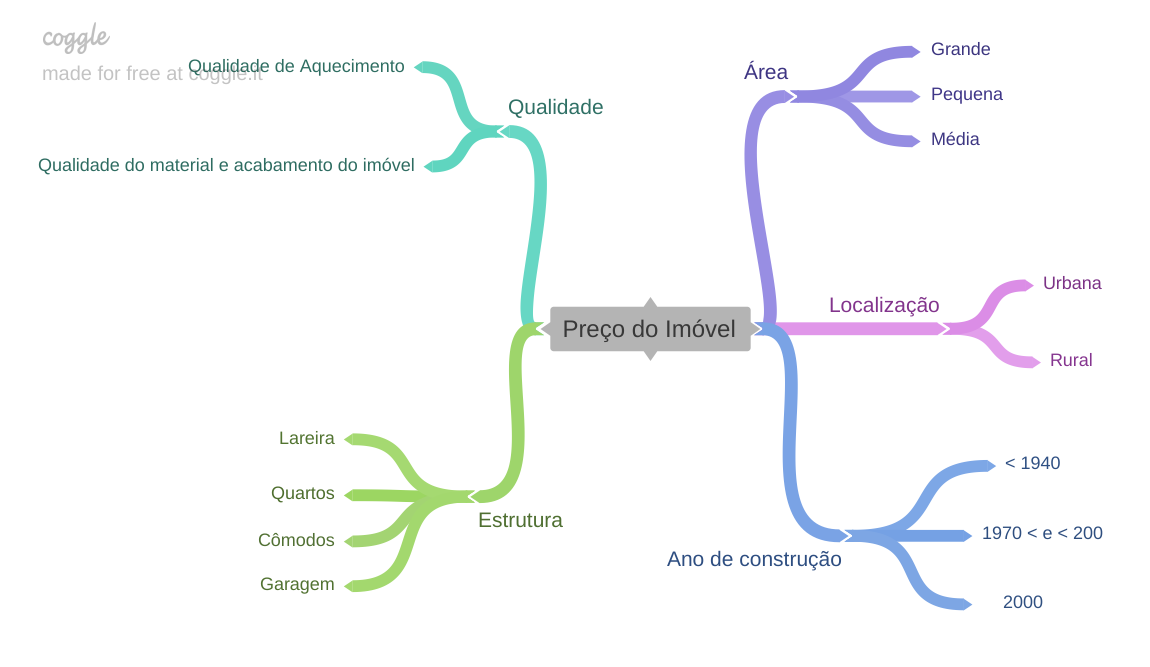 coggle
made for free at coggle.it
Qualidade de Aquecimento
Qualidade
Qualidade do material e acabamento do imóvel
Área
Grande
Pequena
Média
Preço do Imóvel
Localização
Urbana
Rural
Lareira
Quartos
Cômodos
Garagem
Estrutura
Ano de construção
< 1940
1970 < e < 200
2000